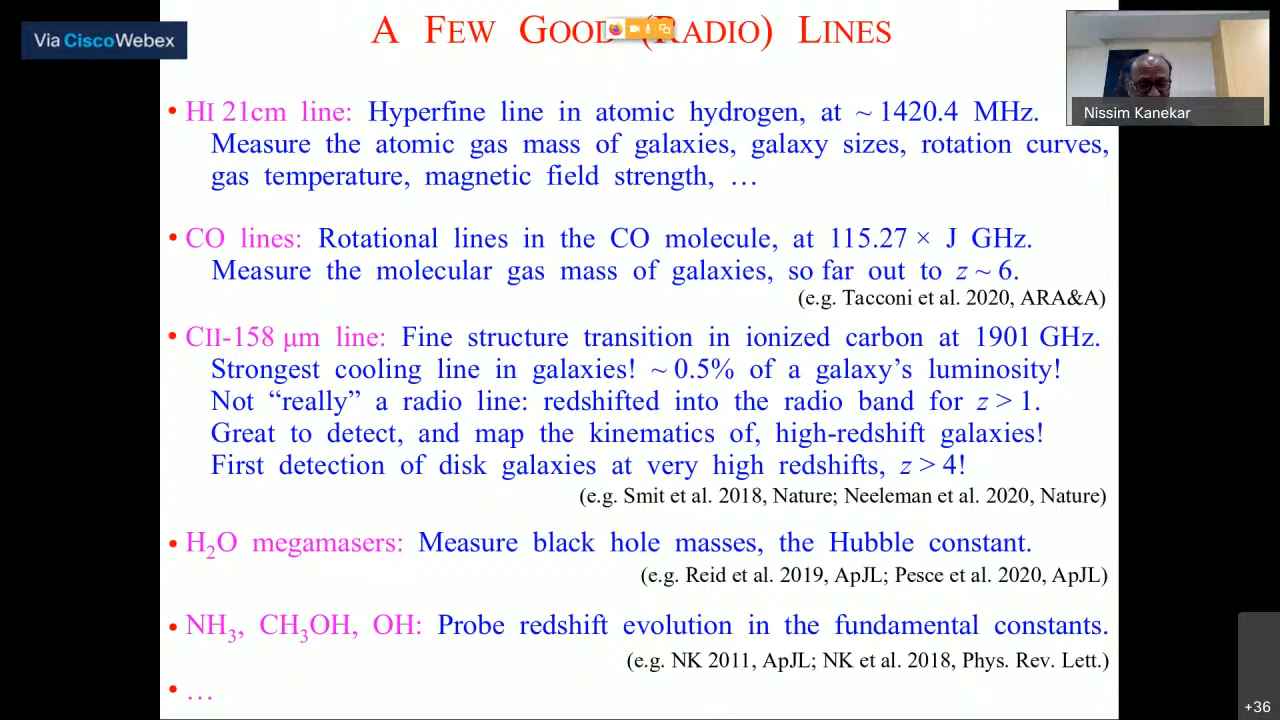 Via CiscoWebex
A FEW GOOD (RADIO) LINES
Nissim Kanekar
• HI 21cm line: Hyperfine line in atomic hydrogen, at ~ 1420.4 MHz.
Measure the atomic gas mass of galaxies, galaxy sizes, rotation curves,
gas temperature, magnetic field strength, …
• CO lines: Rotational lines in the CO molecule, at 115.27 × J GHz.
Measure the molecular gas mass of galaxies, so far out to z ~ 6.
(e.g. Tacconi et al. 2020, ARA&A)
• CII-158 μm line: Fine structure transition in ionized carbon at 1901 GHz.
Strongest cooling line in galaxies! ~ 0.5% of a galaxy’s luminosity!
Not “really” a radio line: redshifted into the radio band for z > 1.
Great to detect, and map the kinematics of, high-redshift galaxies!
First detection of disk galaxies at very high redshifts, z > 4!
(e.g. Smit et al. 2018, Nature; Neeleman et al. 2020, Nature)
• H₂O megamasers: Measure black hole masses, the Hubble constant.
(e.g. Reid et al. 2019, ApJL; Pesce et al. 2020, ApJL)
• NH₃, CH₃OH, OH: Probe redshift evolution in the fundamental constants.
(e.g. NK 2011, ApJL; NK et al. 2018, Phys. Rev. Lett.)
• …
+36